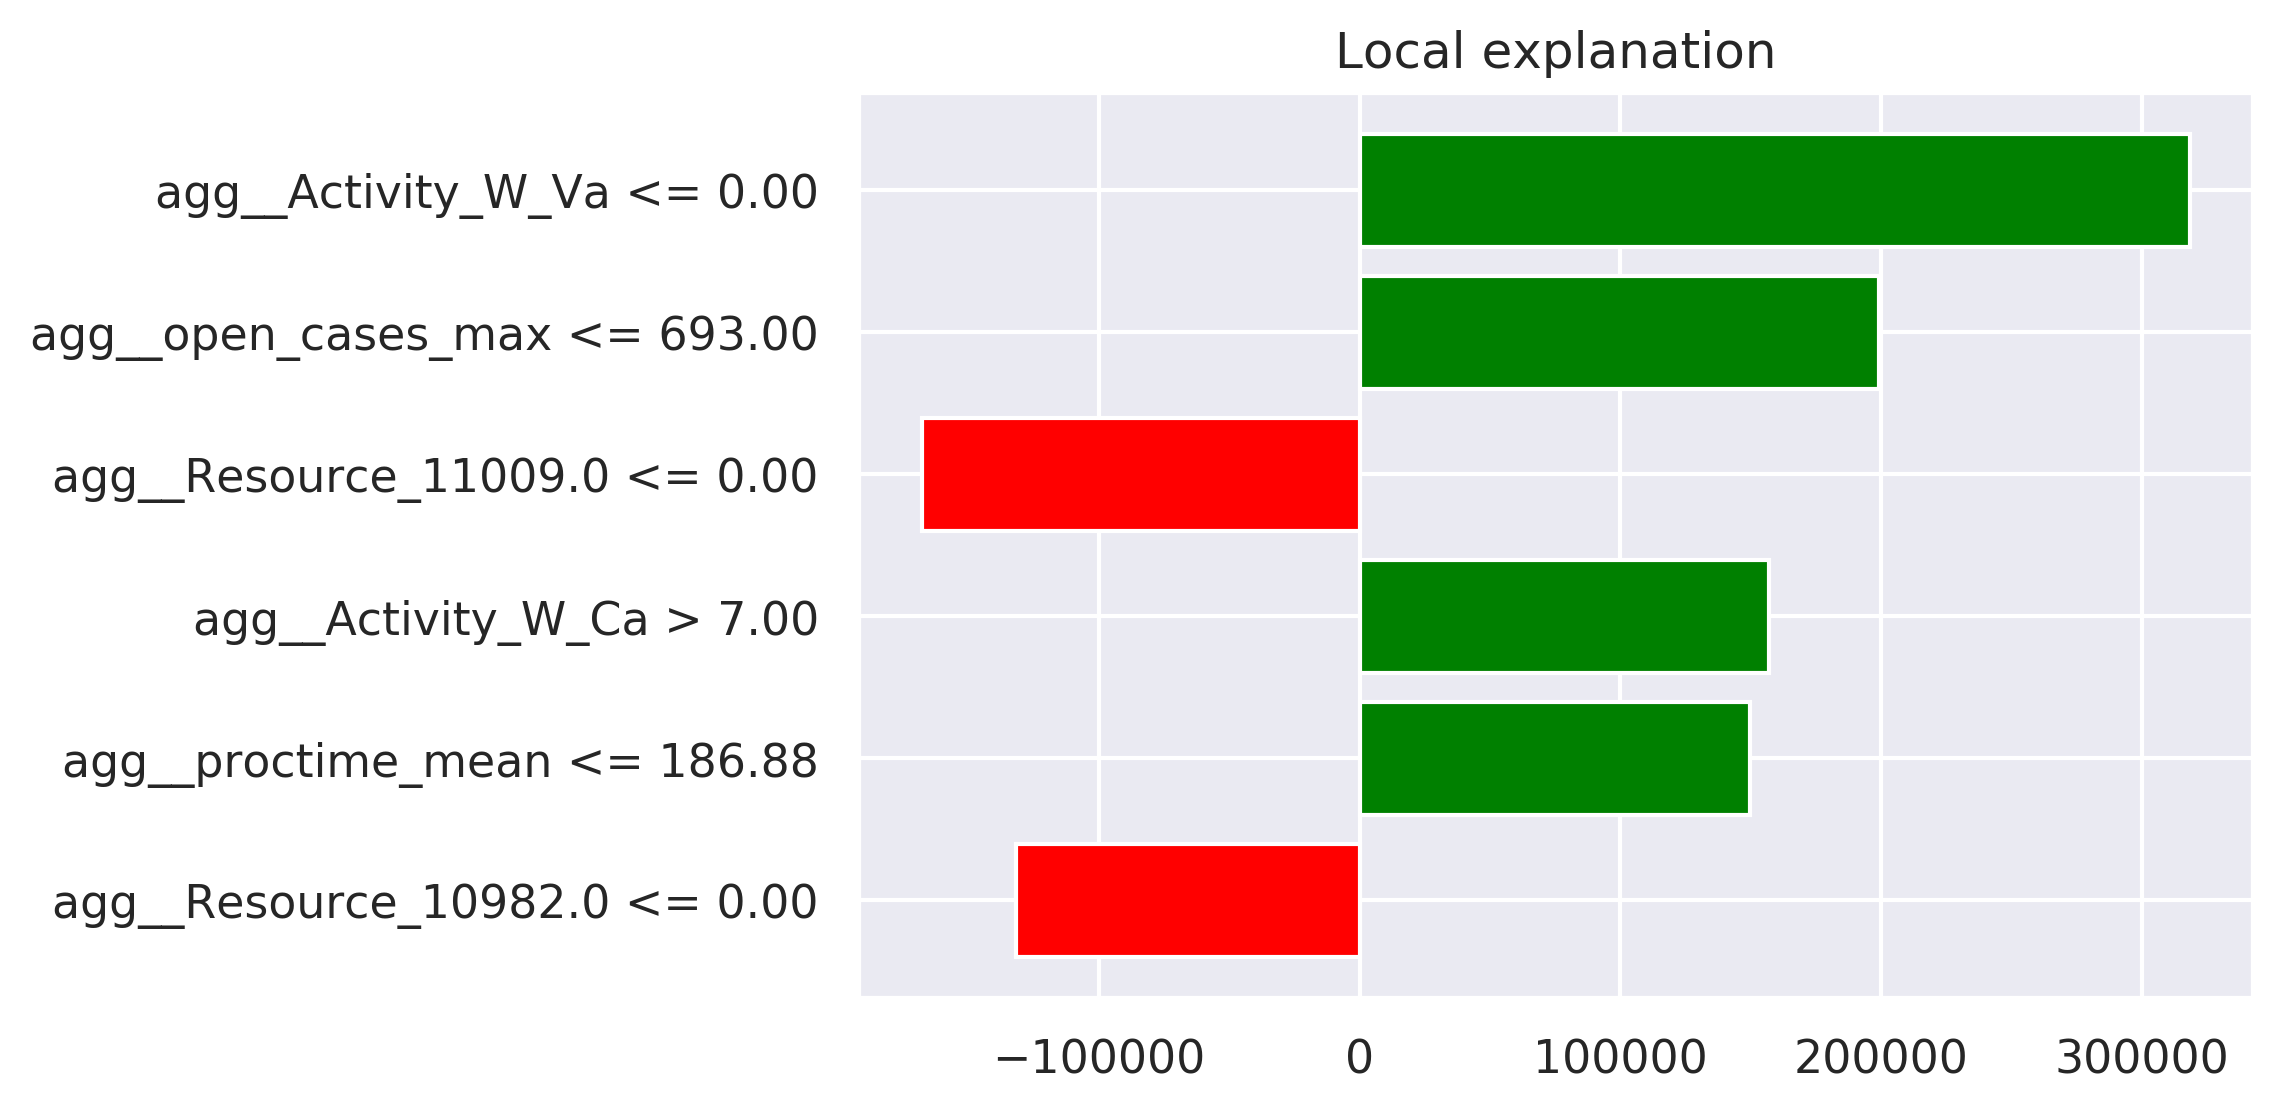 Local explanation
agg__Activity_W_Va <= 0.00
agg__open_cases_max <= 693.00
agg__Resource_11009.0 <= 0.00
agg__Activity_W_Ca > 7.00
agg__proctime_mean <= 186.88
agg__Resource_10982.0 <= 0.00
−100000 0 100000 200000 300000